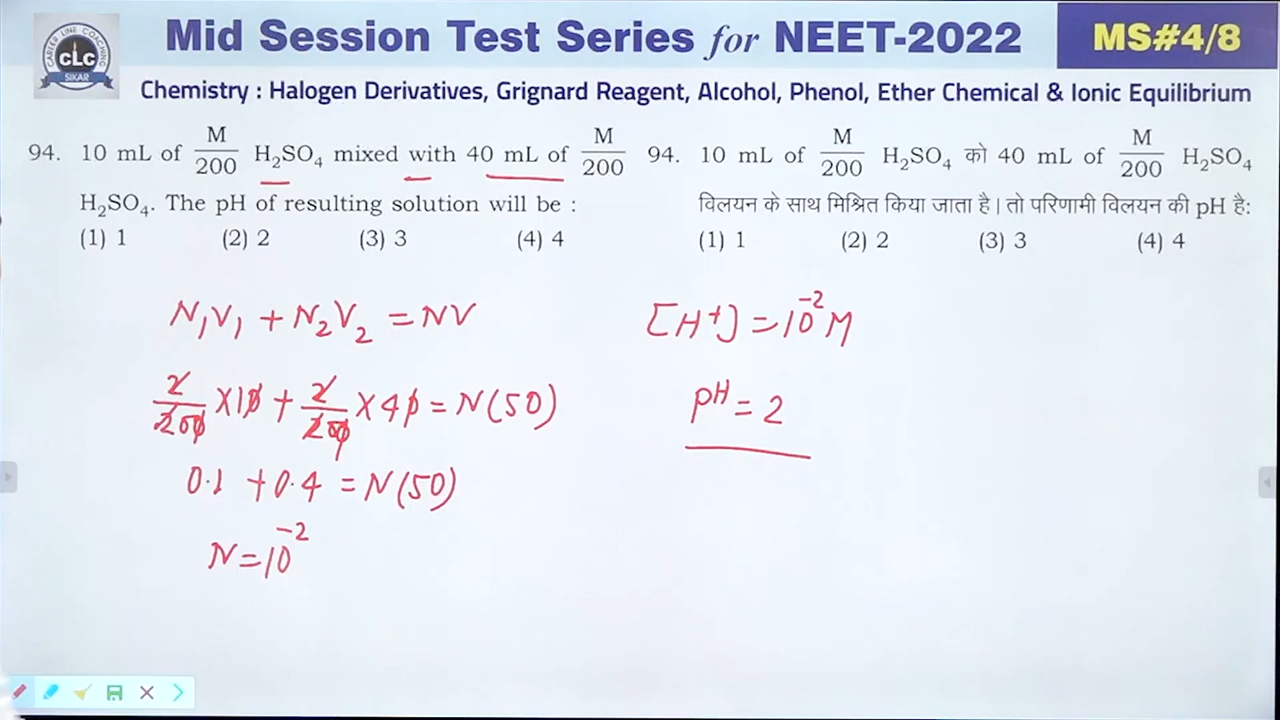 CAREER LINE COACHING
CLC
SIKAR
Mid Session Test Series for NEET-2022
MS#4/8
Chemistry : Halogen Derivatives, Grignard Reagent, Alcohol, Phenol, Ether Chemical & Ionic Equilibrium
94. 10 mL of M/200 H₂SO₄ mixed with 40 mL of M/200
H₂SO₄. The pH of resulting solution will be :
(1) 1 (2) 2 (3) 3 (4) 4
94. 10 mL of M/200 H₂SO₄ को 40 mL of M/200 H₂SO₄
विलयन के साथ मिश्रित किया जाता है। तो परिणामी विलयन की pH है:
(1) 1 (2) 2 (3) 3 (4) 4
N₁V₁ + N₂V₂ = NV
2/200 × 10 + 2/200 × 40 = N(50)
0.1 + 0.4 = N(50)
N = 10⁻²
[H⁺] = 10⁻² M
pH = 2